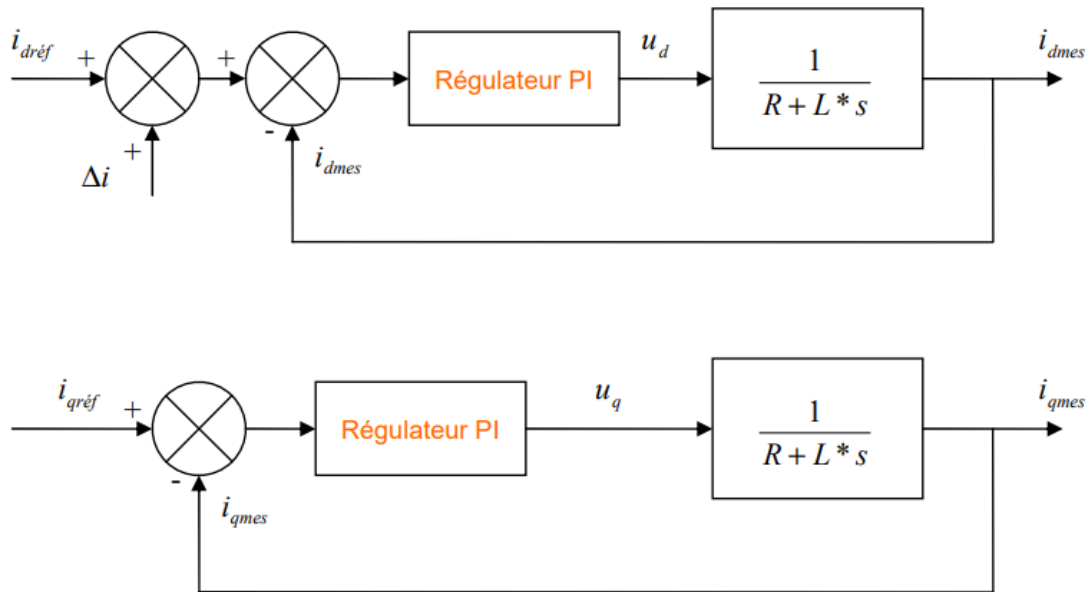 i_dréf
+
+
+
-
Δi
i_dmes
Régulateur PI
u_d
1
R + L * s
i_dmes
i_qréf
+
-
i_qmes
Régulateur PI
u_q
1
R + L * s
i_qmes